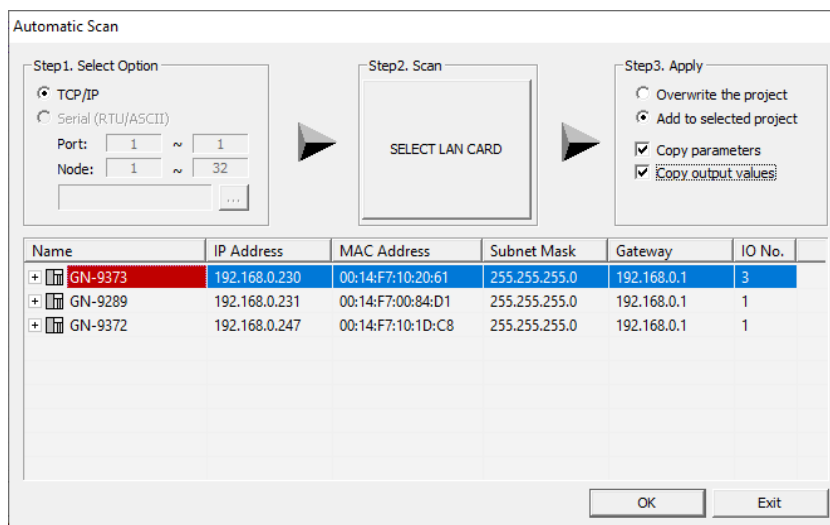 Automatic Scan
Step1. Select Option
TCP/IP
Serial (RTU/ASCII)
Port: 1 ~ 1
Node: 1 ~ 32
...
Step2. Scan
SELECT LAN CARD
Step3. Apply
Overwrite the project
Add to selected project
Copy parameters
Copy output values
Name IP Address MAC Address Subnet Mask Gateway IO No.
GN-9373 192.168.0.230 00:14:F7:10:20:61 255.255.255.0 192.168.0.1 3
GN-9289 192.168.0.231 00:14:F7:00:84:D1 255.255.255.0 192.168.0.1 1
GN-9372 192.168.0.247 00:14:F7:10:1D:C8 255.255.255.0 192.168.0.1 1
OK Exit